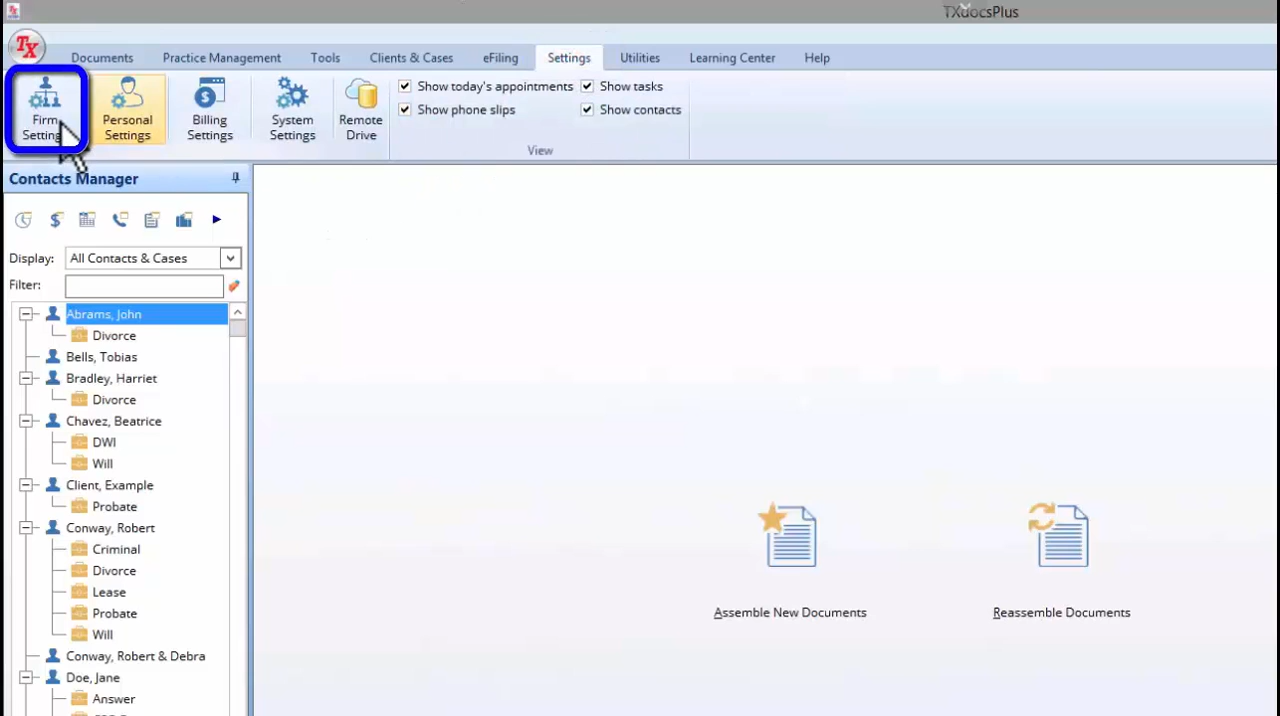 TXdocsPlus
TX
Documents Practice Management Tools Clients & Cases eFiling Settings Utilities Learning Center Help
Firm Personal Billing System Remote
Settings Settings Settings Drive
Show today's appointments Show tasks
Show phone slips Show contacts
View
Contacts Manager
Display: All Contacts & Cases
Filter:
Abrams, John
Divorce
Bells, Tobias
Bradley, Harriet
Divorce
Chavez, Beatrice
DWI
Will
Client, Example
Probate
Conway, Robert
Criminal
Divorce
Lease
Probate
Will
Conway, Robert & Debra
Doe, Jane
Answer
Assemble New Documents Reassemble Documents